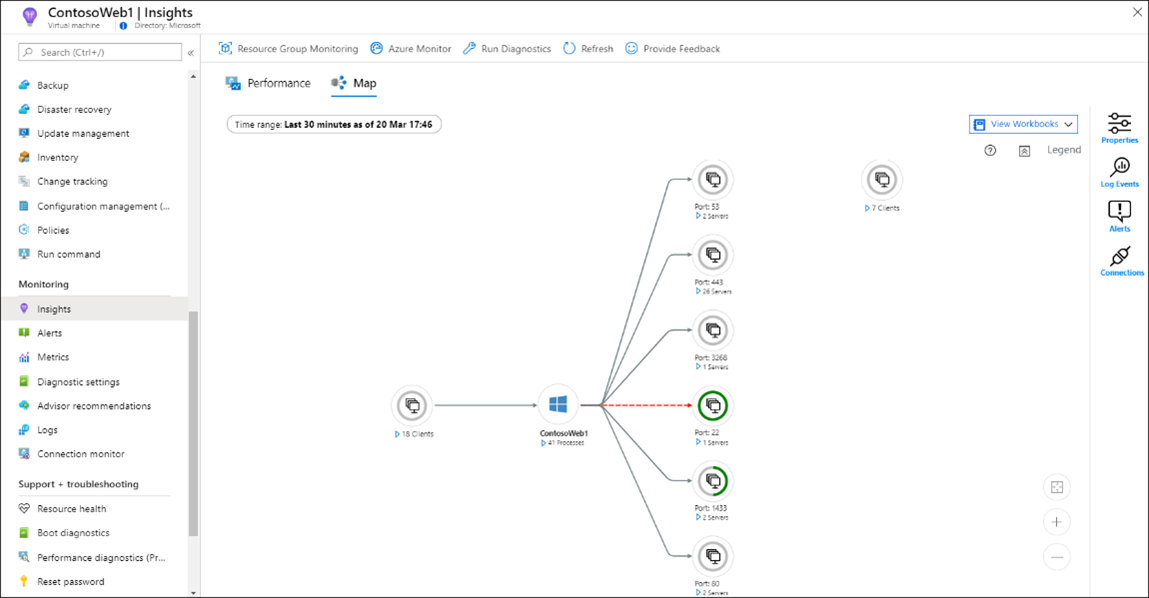 ContosoWeb1 | Insights
Virtual machine
Directory: Microsoft
Search (Ctrl+/)
«
Backup
Disaster recovery
Update management
Inventory
Change tracking
Configuration management (...
Policies
Run command
Monitoring
Insights
Alerts
Metrics
Diagnostic settings
Advisor recommendations
Logs
Connection monitor
Support + troubleshooting
Resource health
Boot diagnostics
Performance diagnostics (Pr...
Reset password
Resource Group Monitoring
Azure Monitor
Run Diagnostics
Refresh
Provide Feedback
Performance
Map
Time range: Last 30 minutes as of 20 Mar 17:46
View Workbooks
Legend
Properties
Log Events
Alerts
Connections
18 Clients
ContosoWeb1
41 Processes
Port: 53
2 Servers
Port: 443
26 Servers
Port: 3268
1 Servers
Port: 22
1 Servers
Port: 1433
2 Servers
Port: 80
2 Servers
7 Clients